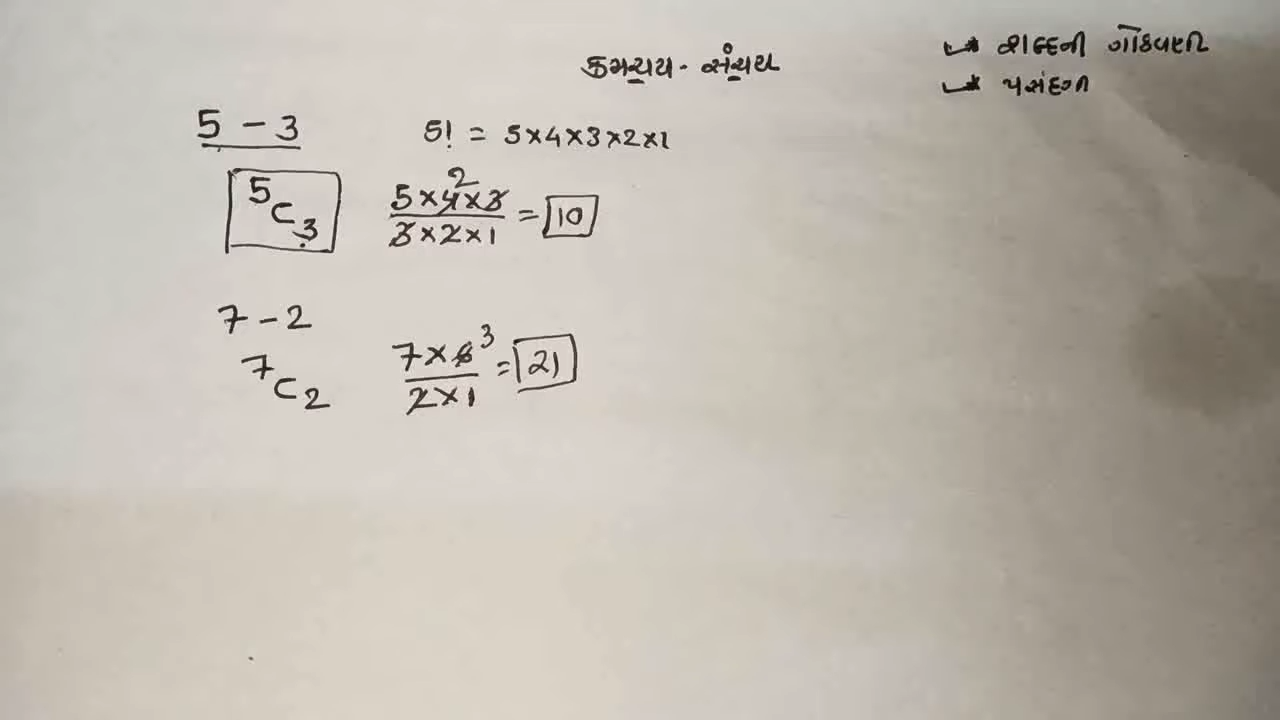 ક્રમચય - સંચય
શબ્દની ગોઠવણી
પસંદગી
5 - 3
5! = 5×4×3×2×1
⁵C₃
5×4×3 2
3×2×1
= 10
7 - 2
⁷C₂
7×6 3
2×1
= 21